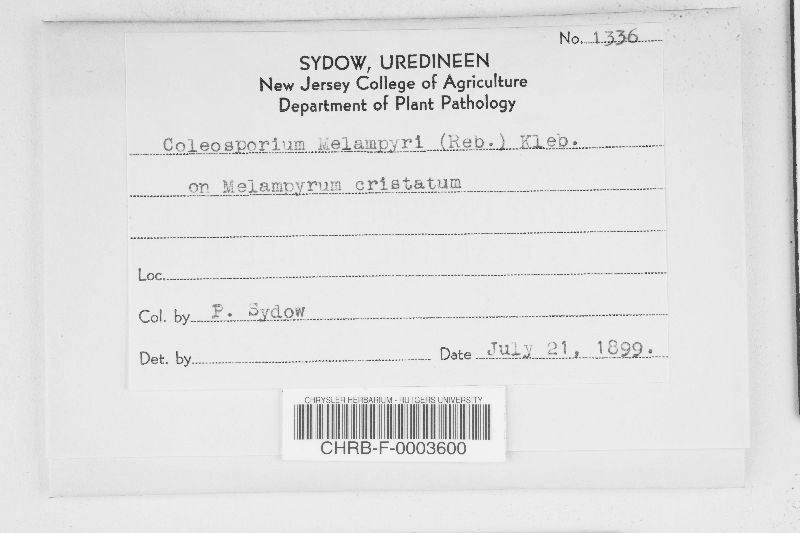 No. 1336
SYDOW, UREDINEEN
New Jersey College of Agriculture
Department of Plant Pathology
Coleosporium Melampyri (Reb.) Kleb.
on Melampyrum cristatum
Loc.
Col. by P. Sydow
Det. by
Date July 21, 1899.
CHRYSLER HERBARIUM - RUTGERS UNIVERSITY
CHRB-F-0003600